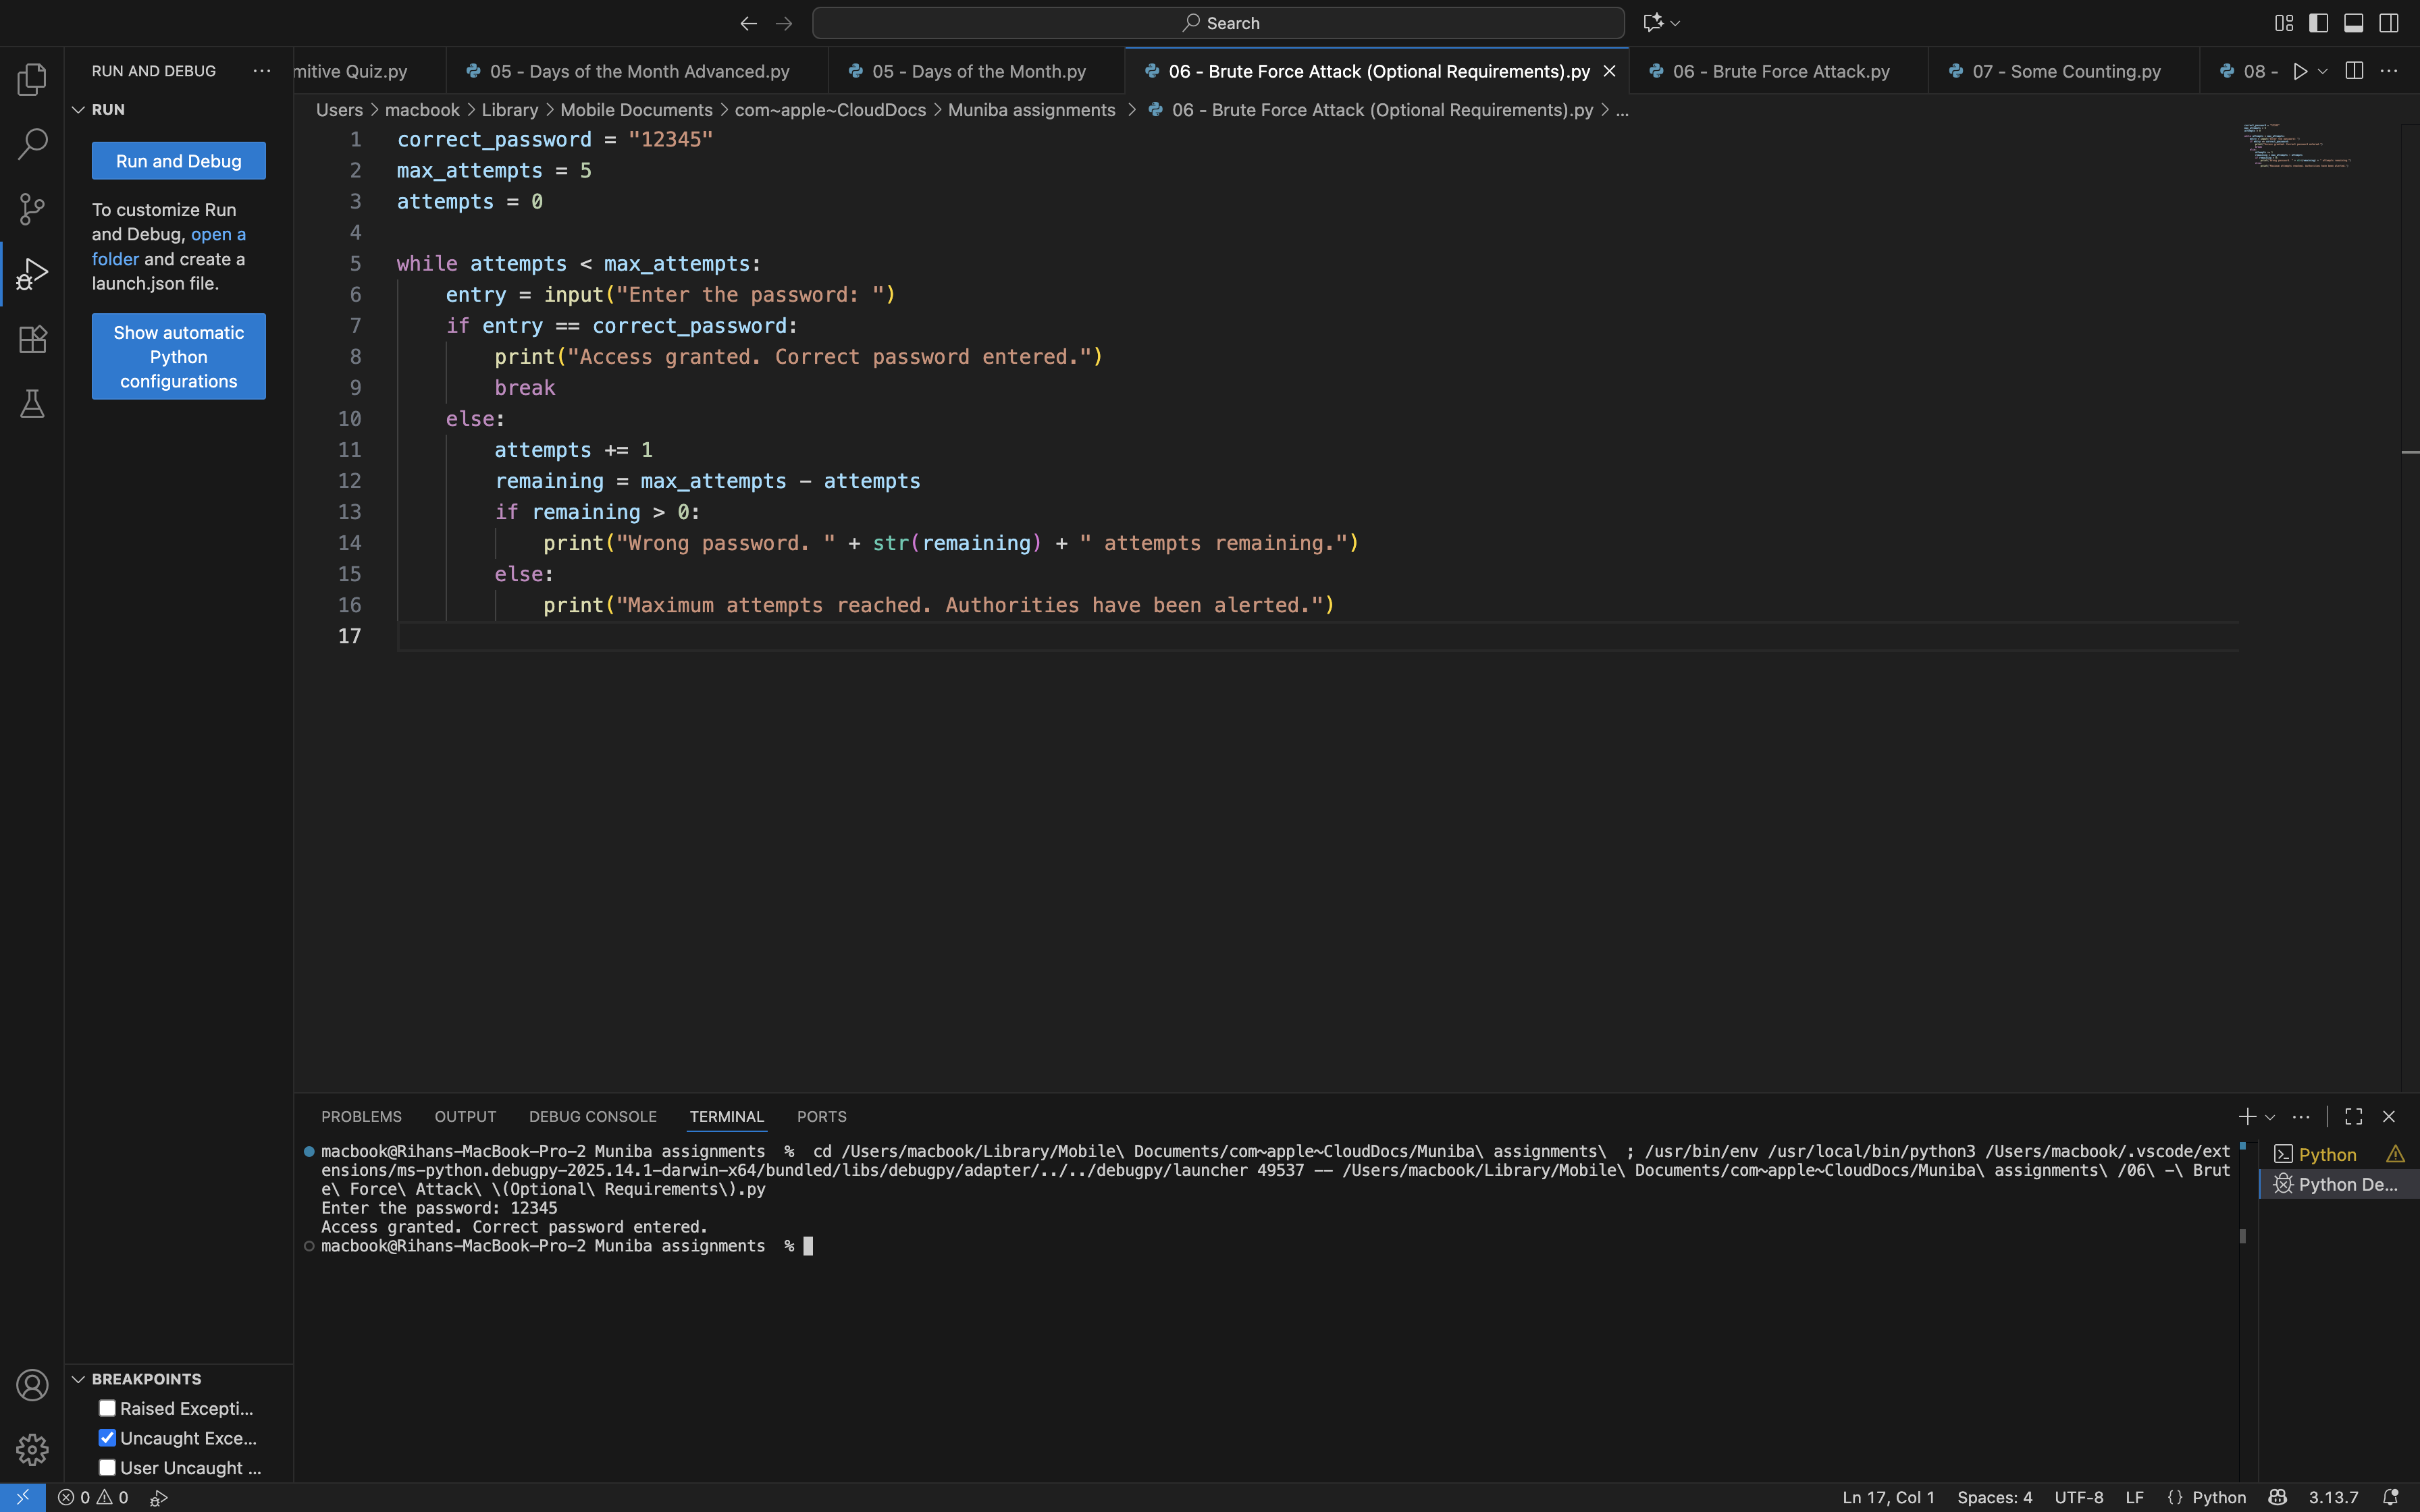 Search
RUN AND DEBUG
mitive Quiz.py
05 - Days of the Month Advanced.py
05 - Days of the Month.py
06 - Brute Force Attack (Optional Requirements).py
06 - Brute Force Attack.py
07 - Some Counting.py
08 -
RUN
Users > macbook > Library > Mobile Documents > com~apple~CloudDocs > Muniba assignments > 06 - Brute Force Attack (Optional Requirements).py > ...
Run and Debug
To customize Run
and Debug, open a
folder and create a
launch.json file.
Show automatic
Python
configurations
1 correct_password = "12345"
2 max_attempts = 5
3 attempts = 0
4
5 while attempts < max_attempts:
6     entry = input("Enter the password: ")
7     if entry == correct_password:
8         print("Access granted. Correct password entered.")
9         break
10     else:
11         attempts += 1
12         remaining = max_attempts - attempts
13         if remaining > 0:
14             print("Wrong password. " + str(remaining) + " attempts remaining.")
15         else:
16             print("Maximum attempts reached. Authorities have been alerted.")
17
PROBLEMS OUTPUT DEBUG CONSOLE TERMINAL PORTS
macbook@Rihans-MacBook-Pro-2 Muniba assignments  %  cd /Users/macbook/Library/Mobile\ Documents/com~apple~CloudDocs/Muniba\ assignments\  ; /usr/bin/env /usr/local/bin/python3 /Users/macbook/.vscode/ext
ensions/ms-python.debugpy-2025.14.1-darwin-x64/bundled/libs/debugpy/adapter/../../debugpy/launcher 49537 -- /Users/macbook/Library/Mobile\ Documents/com~apple~CloudDocs/Muniba\ assignments\ /06\ -\ Brut
e\ Force\ Attack\ \(Optional\ Requirements\).py
Enter the password: 12345
Access granted. Correct password entered.
macbook@Rihans-MacBook-Pro-2 Muniba assignments  %
Python
Python De...
BREAKPOINTS
Raised Excepti...
Uncaught Exce...
User Uncaught ...
0 0
Ln 17, Col 1 Spaces: 4 UTF-8 LF {} Python 3.13.7